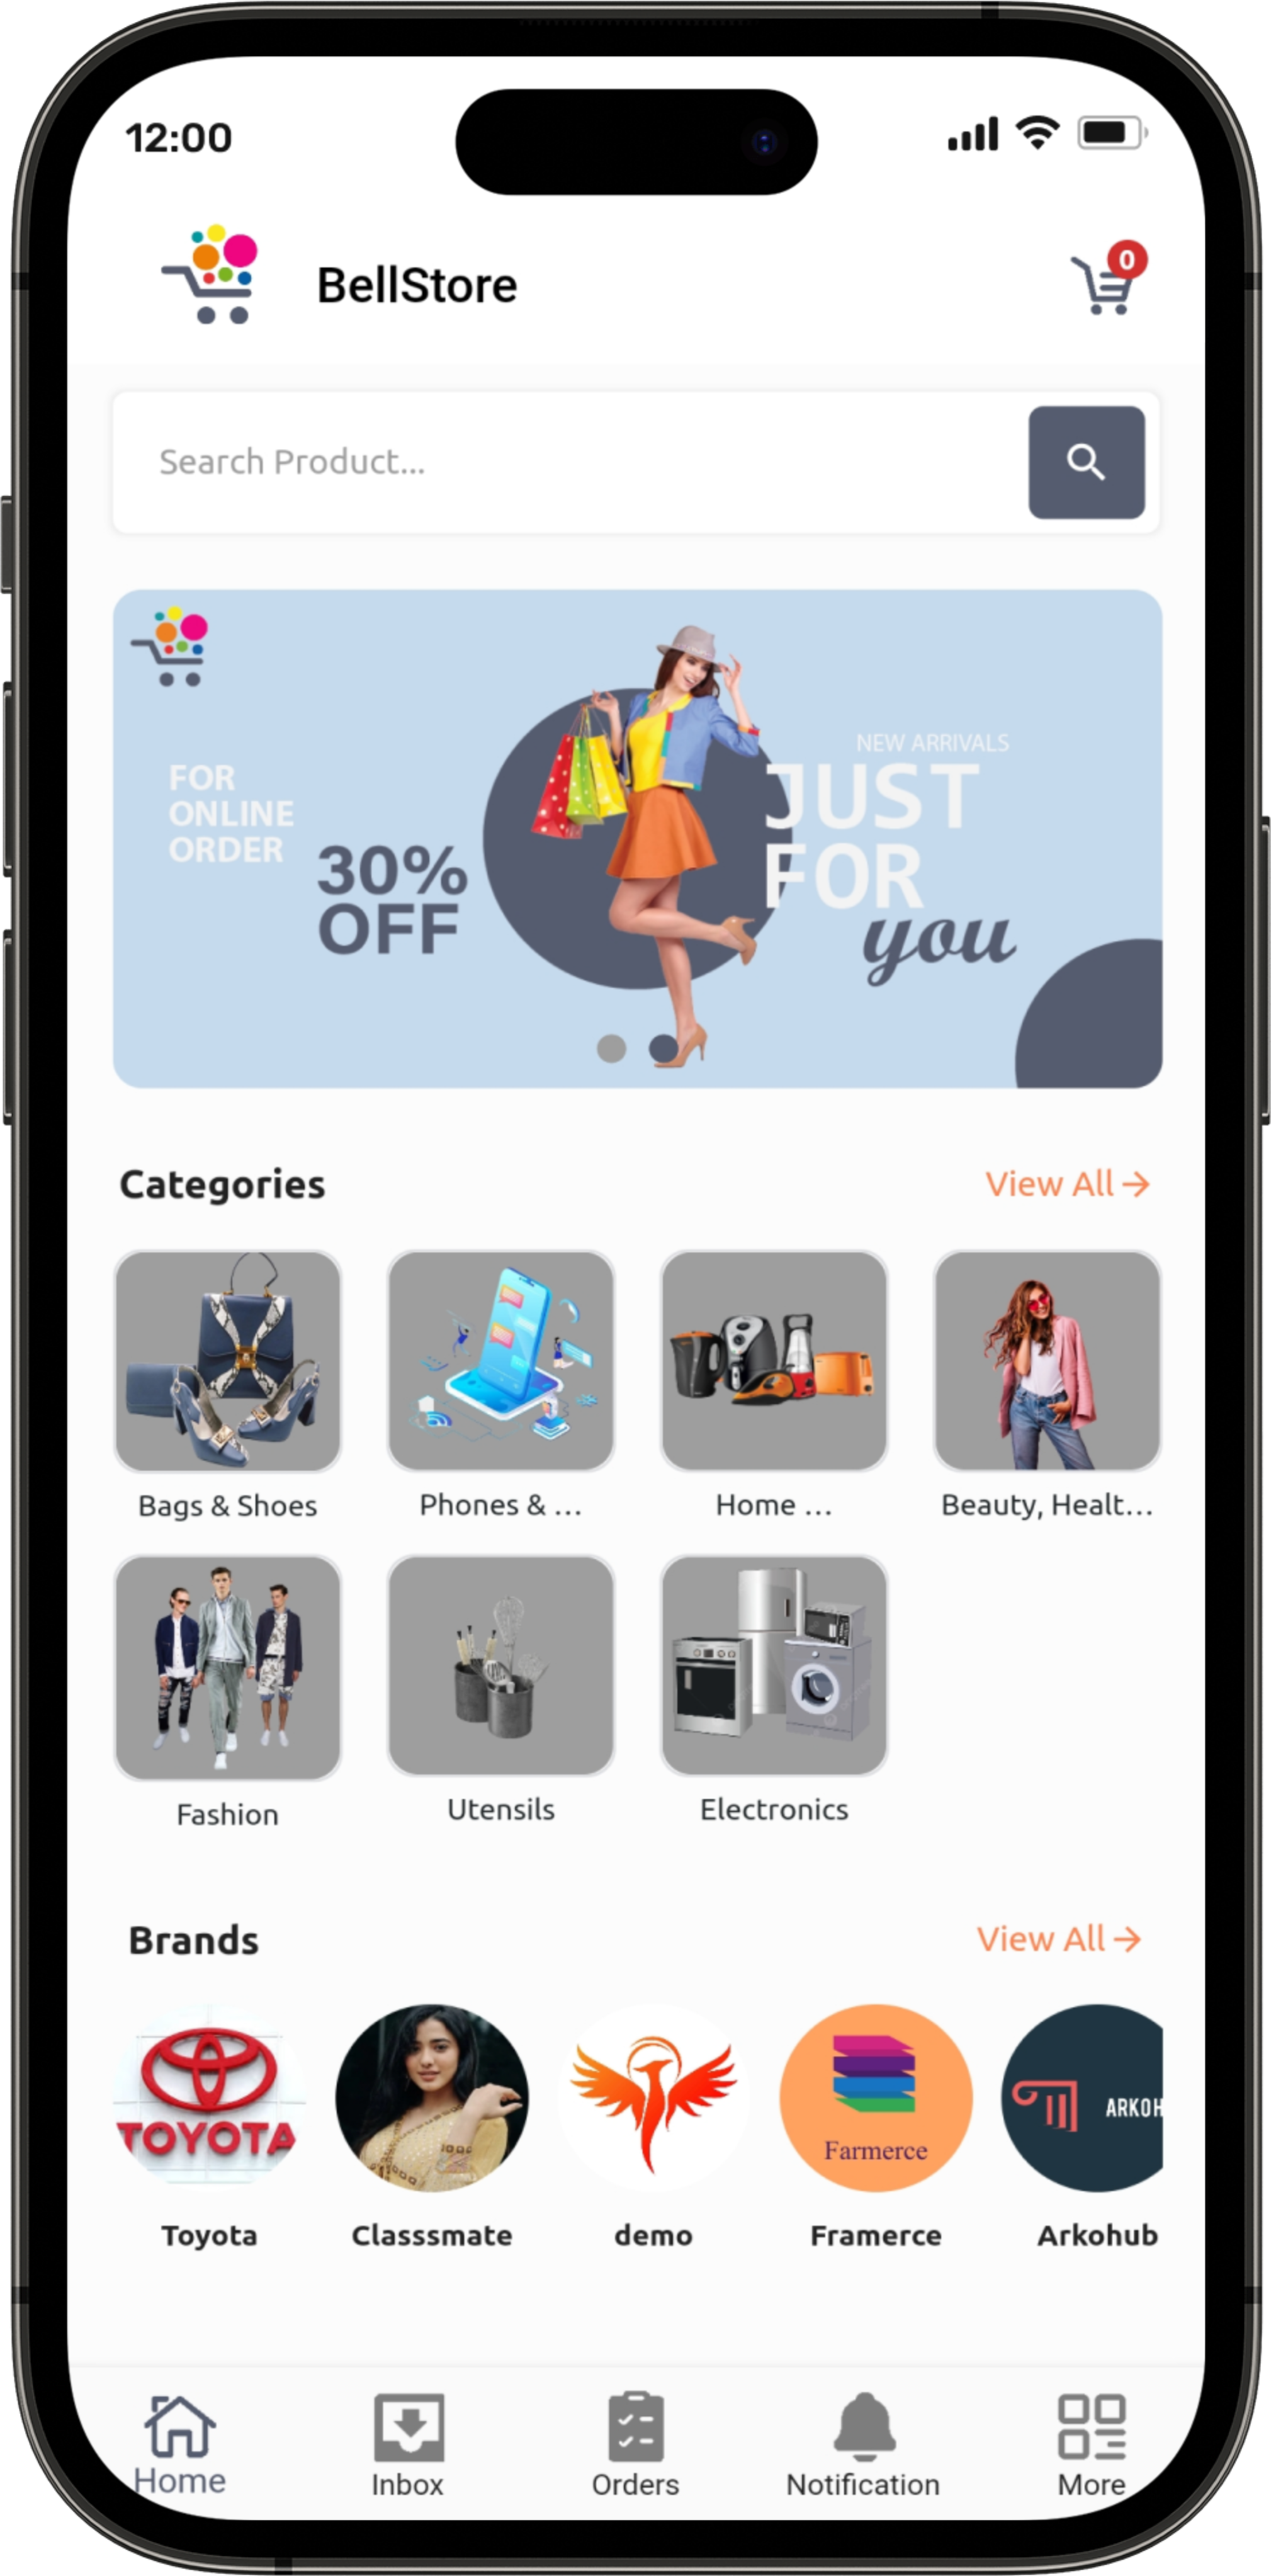 12:00
BellStore
0
Search Product...
FOR
ONLINE
ORDER
30%
OFF
NEW ARRIVALS
JUST
FOR
you
Categories
View All
Bags & Shoes
Phones & ...
Home ...
Beauty, Healt...
Fashion
Utensils
Electronics
Brands
View All
TOYOTA
Farmerce
ARKOH
Toyota
Classsmate
demo
Framerce
Arkohub
Home
Inbox
Orders
Notification
More